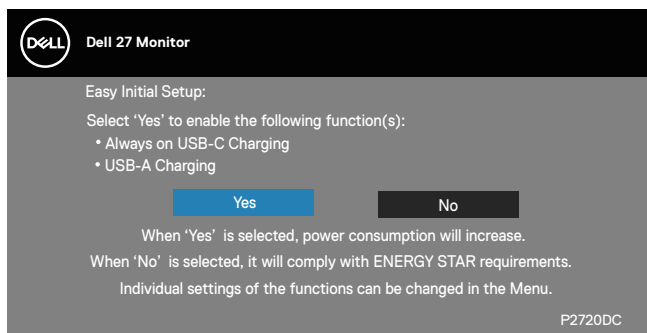 DELL Dell 27 Monitor
Easy Initial Setup:
Select ‘Yes’ to enable the following function(s):
• Always on USB-C Charging
• USB-A Charging
Yes No
When ‘Yes’ is selected, power consumption will increase.
When ‘No’ is selected, it will comply with ENERGY STAR requirements.
Individual settings of the functions can be changed in the Menu.
P2720DC